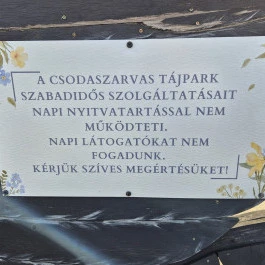 A CSODASZARVAS TÁJPARK
SZABADIDŐS SZOLGÁLTATÁSAIT
NAPI NYITVATARTÁSSAL NEM
MŰKÖDTETI.
NAPI LÁTOGATÓKAT NEM
FOGADUNK.
KÉRJÜK SZÍVES MEGÉRTÉSÜKET!